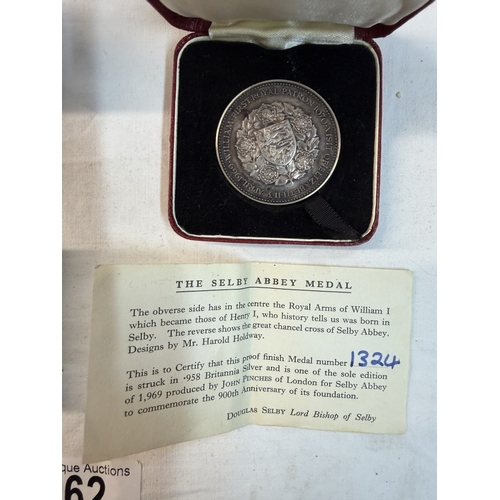 WILLIAM I FIRST ROYAL PATRON
THE SELBY ABBEY MEDAL
The obverse side has in the centre the Royal Arms of William I
which became those of Henry I, who history tells us was born in
Selby. The reverse shows the great chancel cross of Selby Abbey.
Designs by Mr. Harold Holdway.
This is to Certify that this proof finish Medal number 1324
is struck in ·958 Britannia Silver and is one of the sole edition
of 1,969 produced by JOHN PINCHES of London for Selby Abbey
to commemorate the 900th Anniversary of its foundation.
DOUGLAS SELBY Lord Bishop of Selby
que Auctions
62